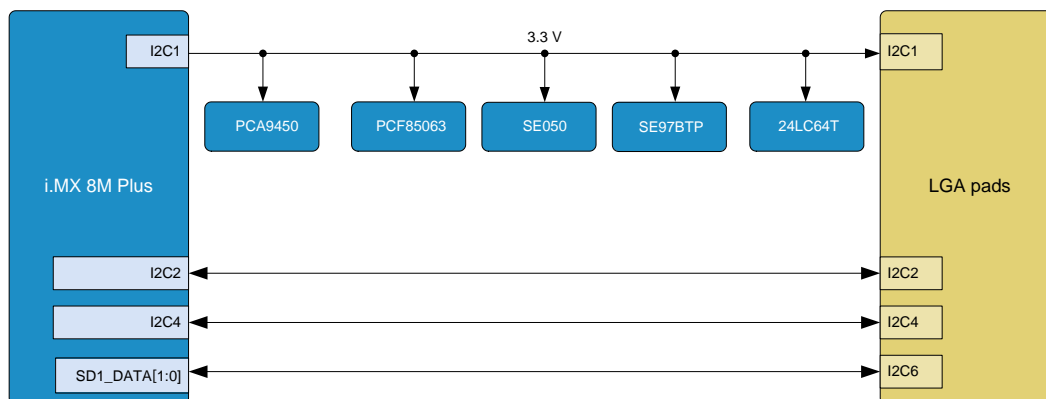 3.3 V
I2C1
I2C1
PCA9450
PCF85063
SE050
SE97BTP
24LC64T
i.MX 8M Plus
LGA pads
I2C2
I2C2
I2C4
I2C4
SD1_DATA[1:0]
I2C6